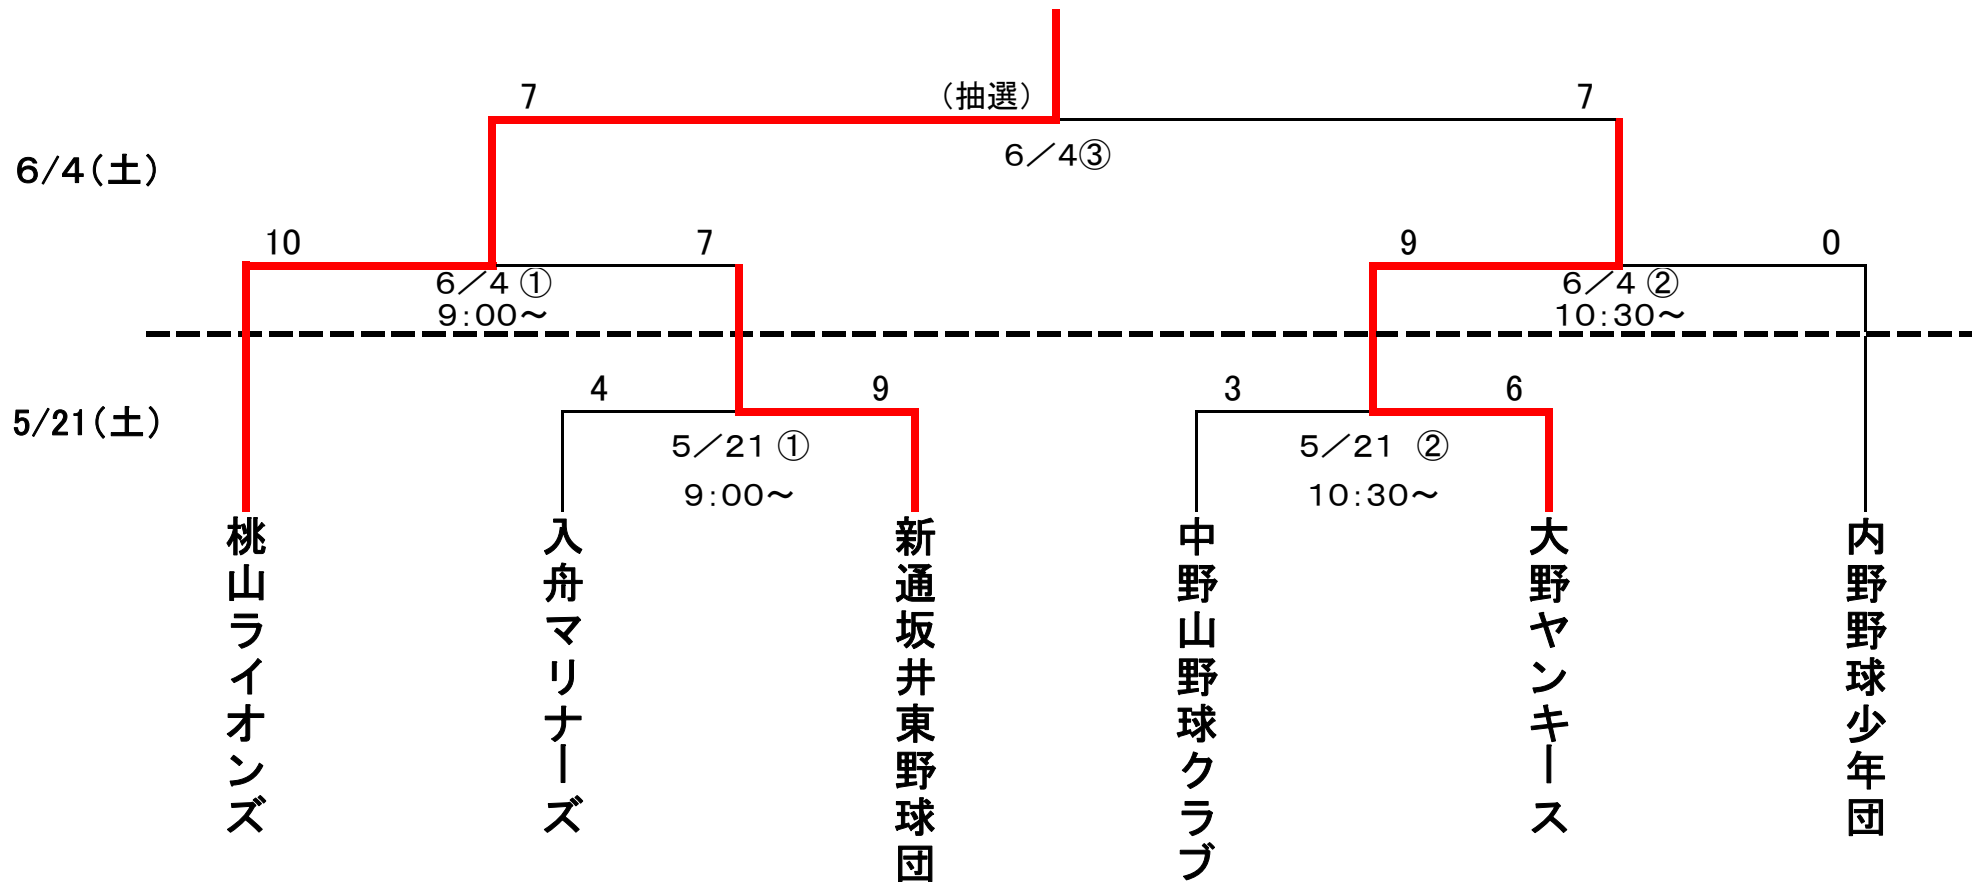 7 （抽選） 7
6／4③
6/4（土）
10 7 9 0
6／4 ① 6／4 ②
9：00～ 10：30～
4 9 3 6
5/21（土）
5／21 ① 5／21 ②
9：00～ 10：30～
桃山ライオンズ
入舟マリナーズ
新通坂井東野球団
中野山野球クラブ
大野ヤンキース
内野野球少年団